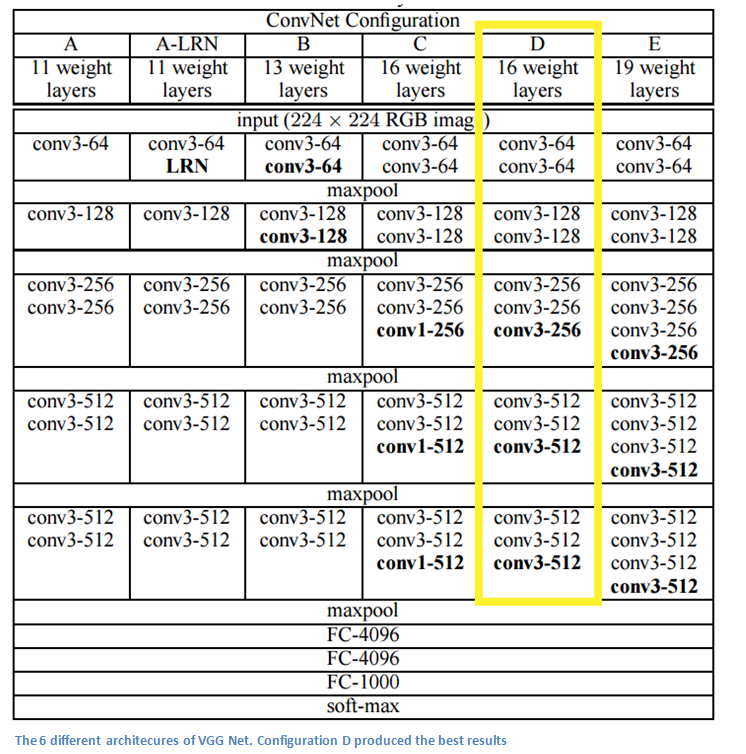 ConvNet Configuration
A A-LRN B C D E
11 weight 11 weight 13 weight 16 weight 16 weight 19 weight
layers layers layers layers layers layers
input (224 × 224 RGB image)
conv3-64 conv3-64 conv3-64 conv3-64 conv3-64 conv3-64
LRN conv3-64 conv3-64 conv3-64 conv3-64
maxpool
conv3-128 conv3-128 conv3-128 conv3-128 conv3-128 conv3-128
conv3-128 conv3-128 conv3-128 conv3-128
maxpool
conv3-256 conv3-256 conv3-256 conv3-256 conv3-256 conv3-256
conv3-256 conv3-256 conv3-256 conv3-256 conv3-256 conv3-256
conv1-256 conv3-256 conv3-256
conv3-256
maxpool
conv3-512 conv3-512 conv3-512 conv3-512 conv3-512 conv3-512
conv3-512 conv3-512 conv3-512 conv3-512 conv3-512 conv3-512
conv1-512 conv3-512 conv3-512
conv3-512
maxpool
conv3-512 conv3-512 conv3-512 conv3-512 conv3-512 conv3-512
conv3-512 conv3-512 conv3-512 conv3-512 conv3-512 conv3-512
conv1-512 conv3-512 conv3-512
conv3-512
maxpool
FC-4096
FC-4096
FC-1000
soft-max
The 6 different architecures of VGG Net. Configuration D produced the best results